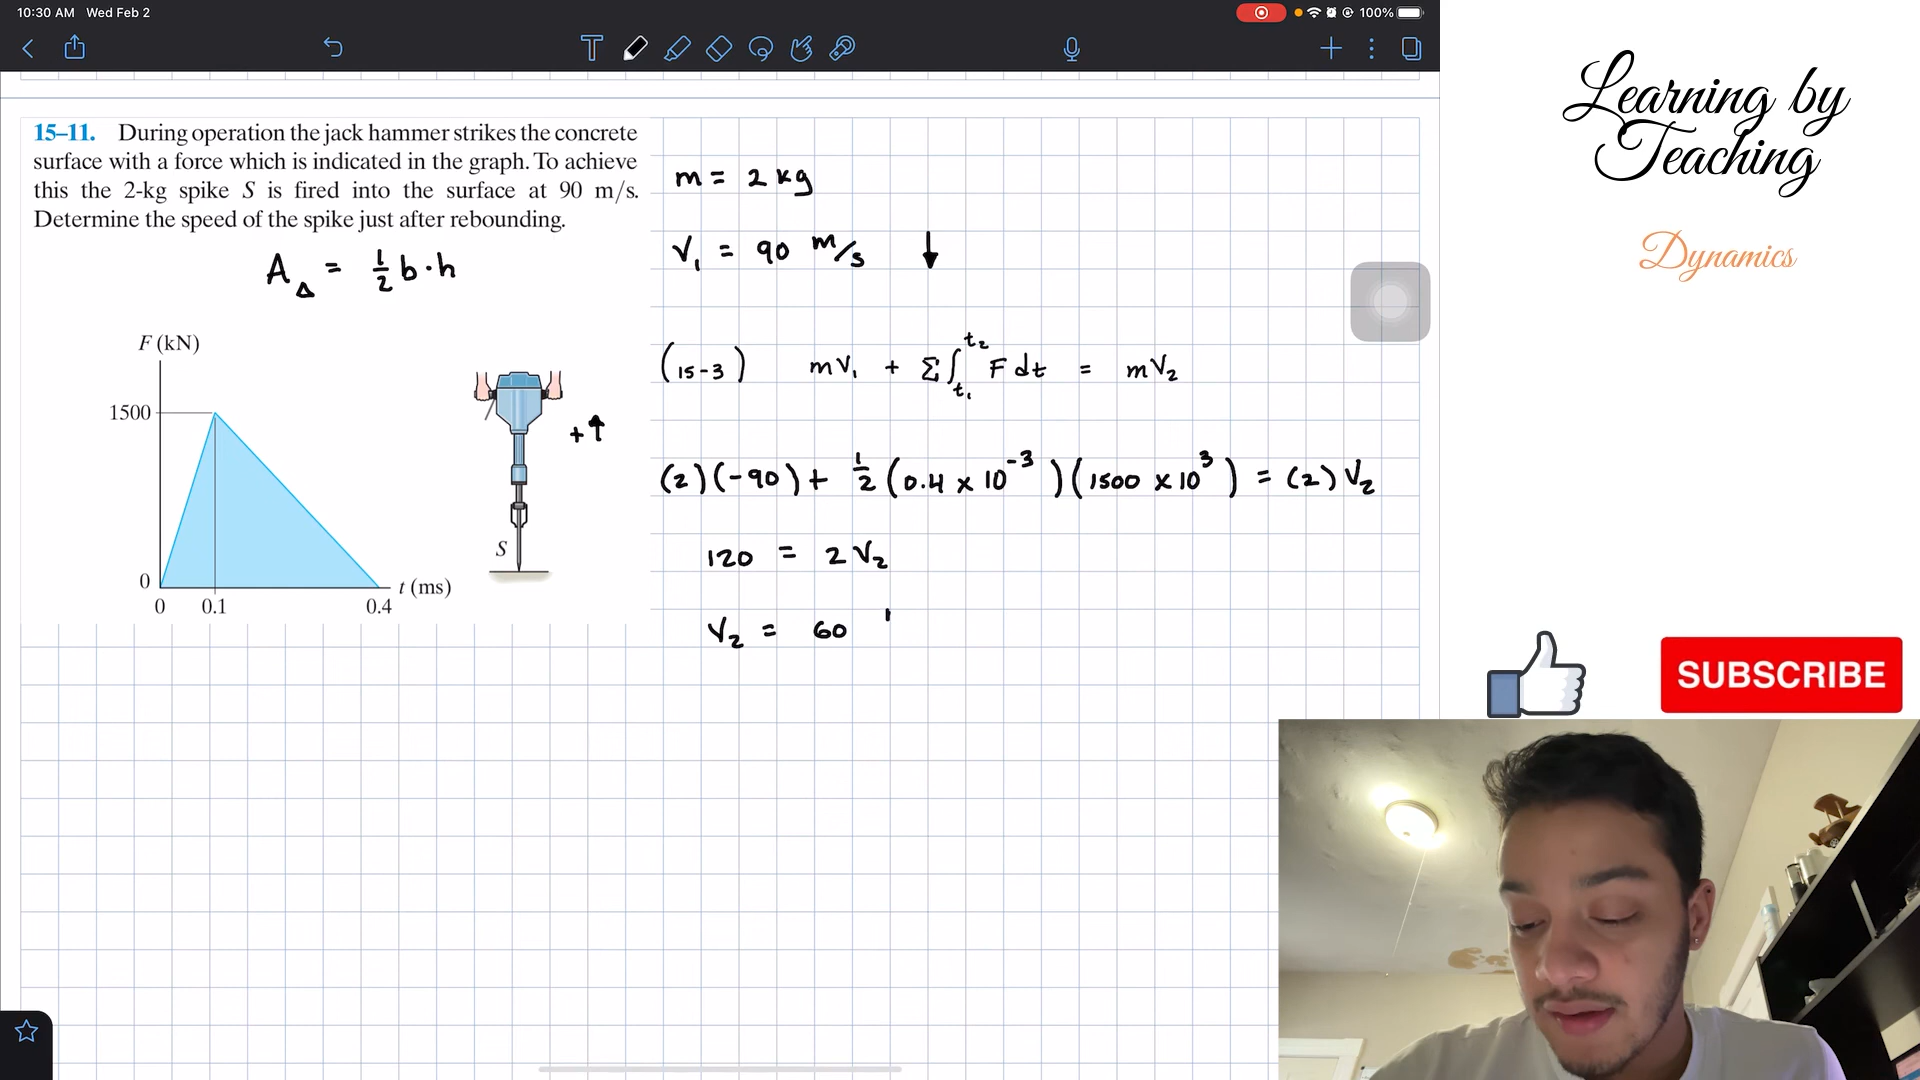 10:30 AM Wed Feb 2
100%
15–11. During operation the jack hammer strikes the concrete
surface with a force which is indicated in the graph. To achieve
this the 2-kg spike S is fired into the surface at 90 m/s.
Determine the speed of the spike just after rebounding.
A△ = 1/2 b·h
F (kN)
1500
0
0 0.1 0.4
t (ms)
S
+↑
m = 2 kg
V₁ = 90 m/s ↓
(15-3) mV₁ + Σ∫t₁t₂ F dt = mV₂
(2)(-90) + 1/2 (0.4 x 10⁻³)(1500 x 10³) = (2) V₂
120 = 2 V₂
V₂ = 60
Learning by
Teaching
Dynamics
SUBSCRIBE